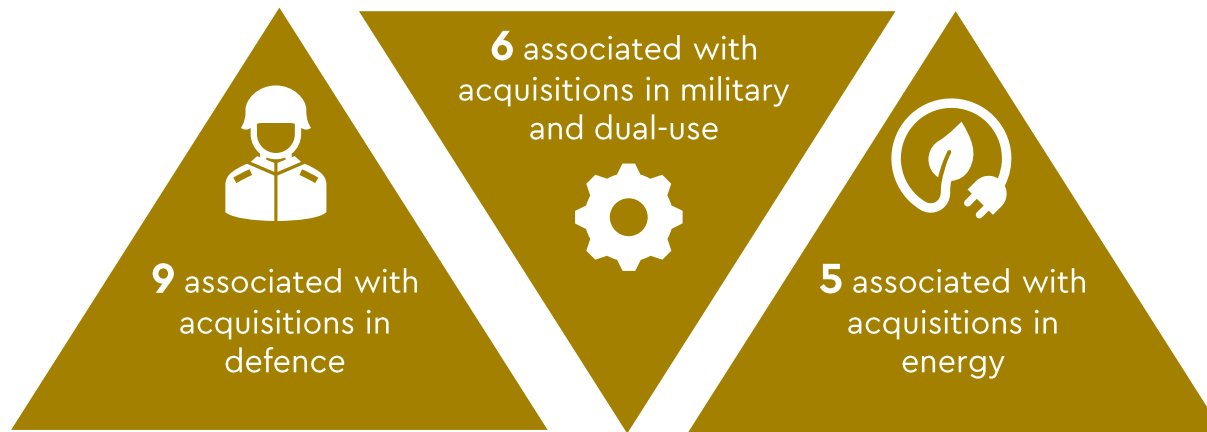 9 associated with
acquisitions in
defence
6 associated with
acquisitions in military
and dual-use
5 associated with
acquisitions in
energy